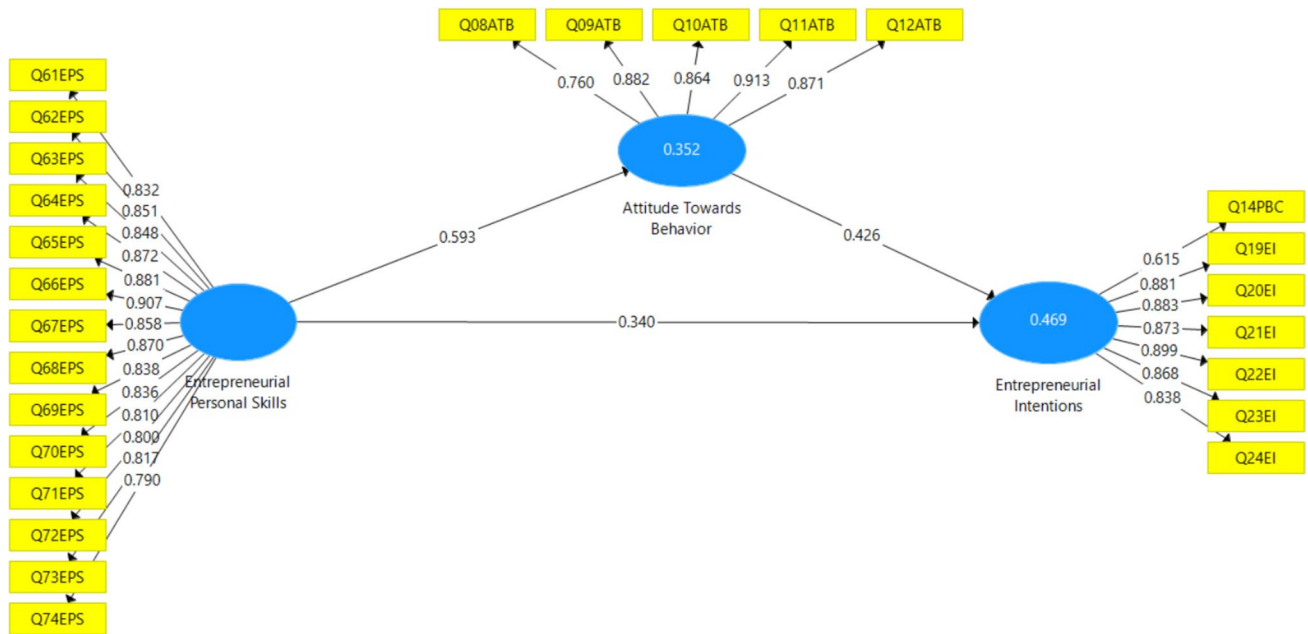 Q08ATB Q09ATB Q10ATB Q11ATB Q12ATB
0.760 0.882 0.864 0.913 0.871
Q61EPS
Q62EPS
Q63EPS
Q64EPS
Q65EPS
Q66EPS
Q67EPS
Q68EPS
Q69EPS
Q70EPS
Q71EPS
Q72EPS
Q73EPS
Q74EPS
0.832
0.851
0.848
0.872
0.881
0.907
0.858
0.870
0.838
0.836
0.810
0.800
0.817
0.790
Entrepreneurial
Personal Skills
0.593
0.352
Attitude Towards
Behavior
0.426
0.340
0.469
Entrepreneurial
Intentions
0.615
0.881
0.883
0.873
0.899
0.868
0.838
Q14PBC
Q19EI
Q20EI
Q21EI
Q22EI
Q23EI
Q24EI